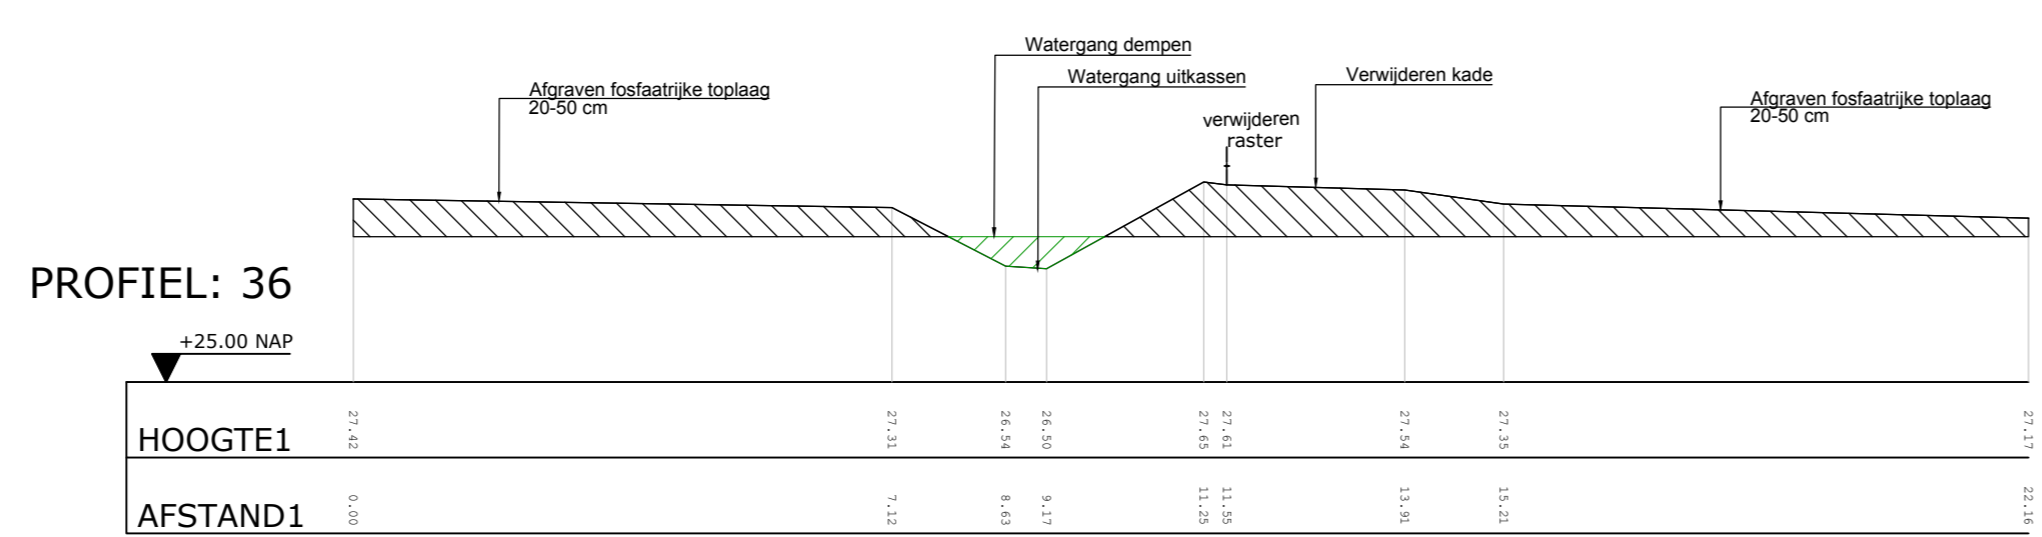 Watergang dempen
Watergang uitkassen
Verwijderen kade
Afgraven fosfaatrijke toplaag
20-50 cm
Afgraven fosfaatrijke toplaag
20-50 cm
verwijderen
raster
PROFIEL: 36
+25.00 NAP
HOOGTE1 27.42 27.31 26.54 26.50 27.65 27.61 27.54 27.35 27.17
AFSTAND1 0.00 7.12 8.63 9.17 11.25 11.55 13.91 15.21 22.16